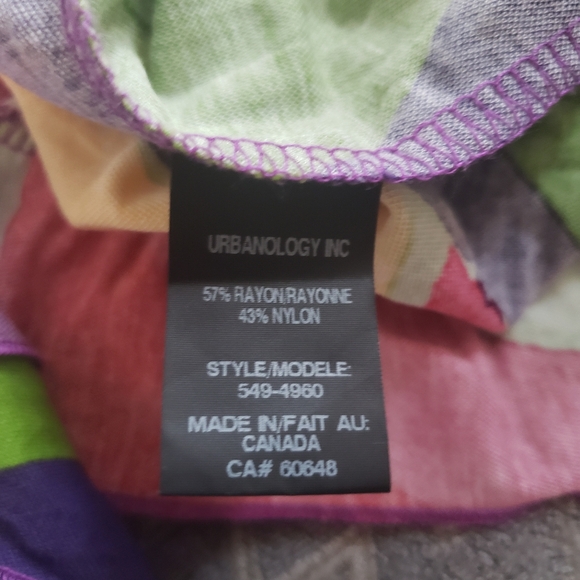 URBANOLOGY INC
57% RAYON/RAYONNE
43% NYLON
STYLE/MODELE:
549-4960
MADE IN/FAIT AU:
CANADA
CA# 60648